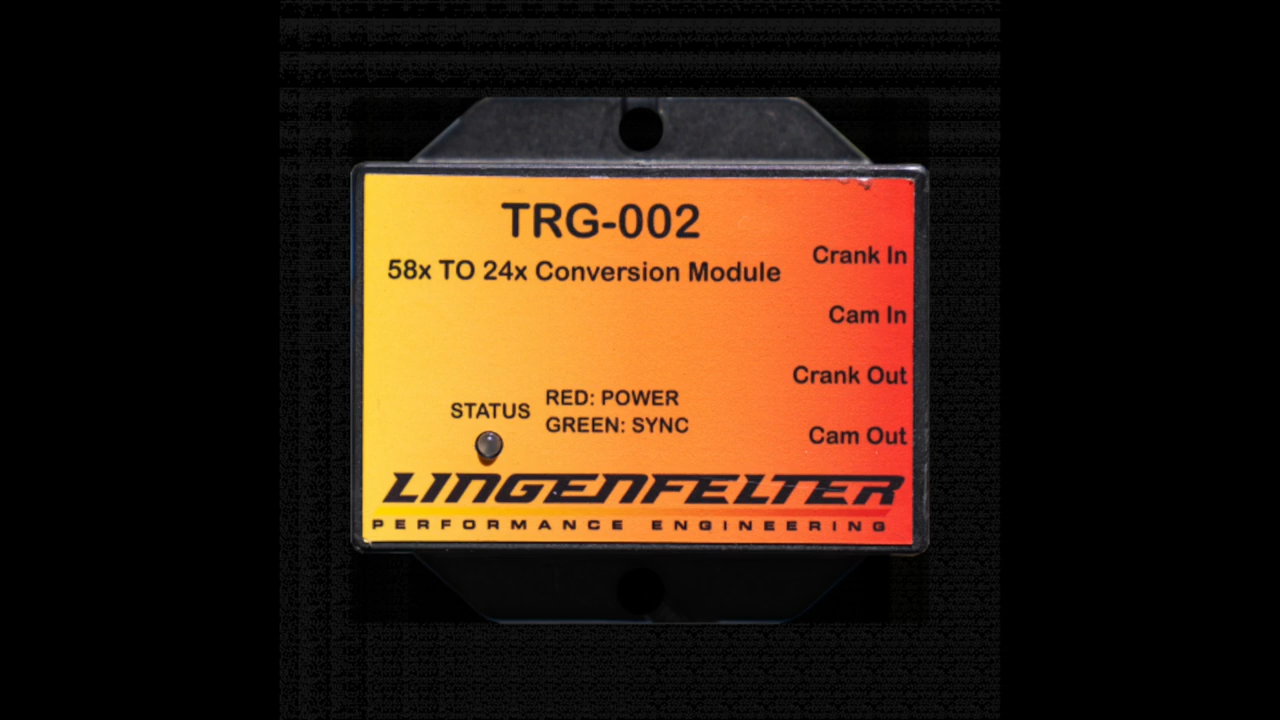 TRG-002
58x TO 24x Conversion Module
Crank In
Cam In
Crank Out
Cam Out
STATUS
RED: POWER
GREEN: SYNC
LINGENFELTER
PERFORMANCE ENGINEERING